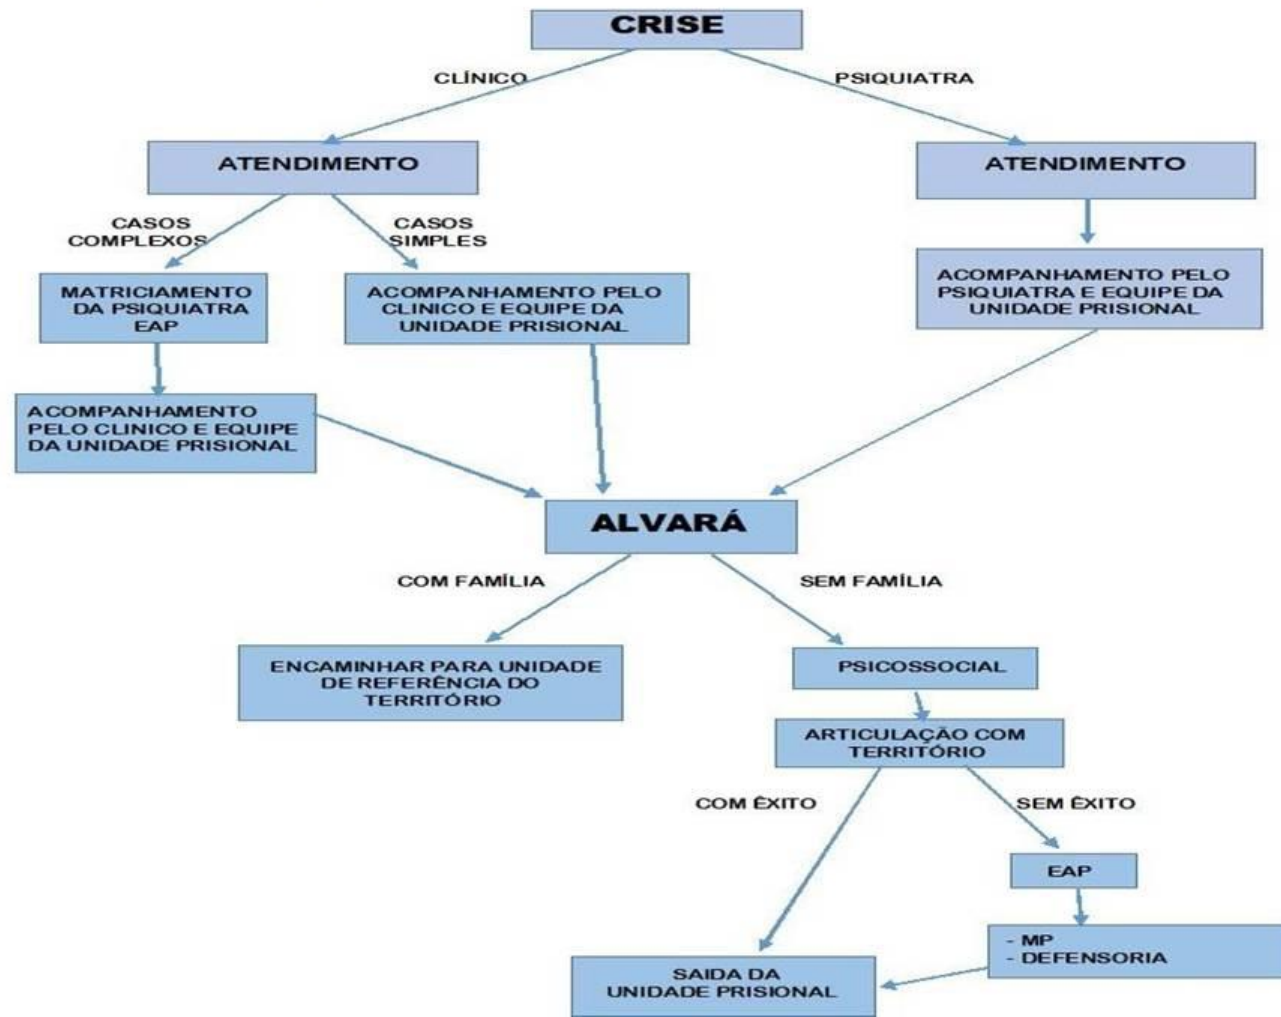 CRISE
CLÍNICO
PSIQUIATRA
ATENDIMENTO
ATENDIMENTO
CASOS
COMPLEXOS
CASOS
SIMPLES
MATRICIAMENTO
DA PSIQUIATRA
EAP
ACOMPANHAMENTO PELO
CLINICO E EQUIPE DA
UNIDADE PRISIONAL
ACOMPANHAMENTO PELO
PSIQUIATRA E EQUIPE DA
UNIDADE PRISIONAL
ACOMPANHAMENTO
PELO CLINICO E EQUIPE
DA UNIDADE PRISIONAL
ALVARÁ
COM FAMÍLIA
SEM FAMÍLIA
ENCAMINHAR PARA UNIDADE
DE REFERÊNCIA DO
TERRITÓRIO
PSICOSSOCIAL
ARTICULAÇÃO COM
TERRITÓRIO
COM ÊXITO
SEM ÊXITO
EAP
- MP
- DEFENSORIA
SAIDA DA
UNIDADE PRISIONAL